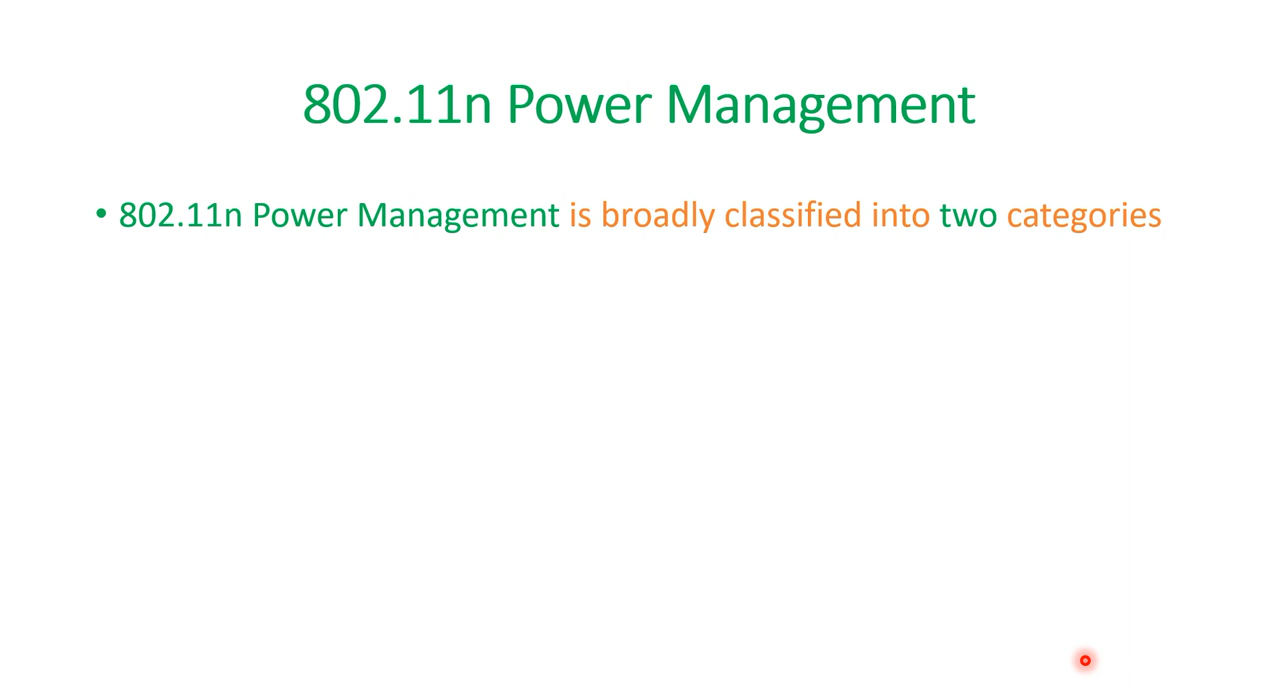 802.11n Power Management
• 802.11n Power Management is broadly classified into two categories